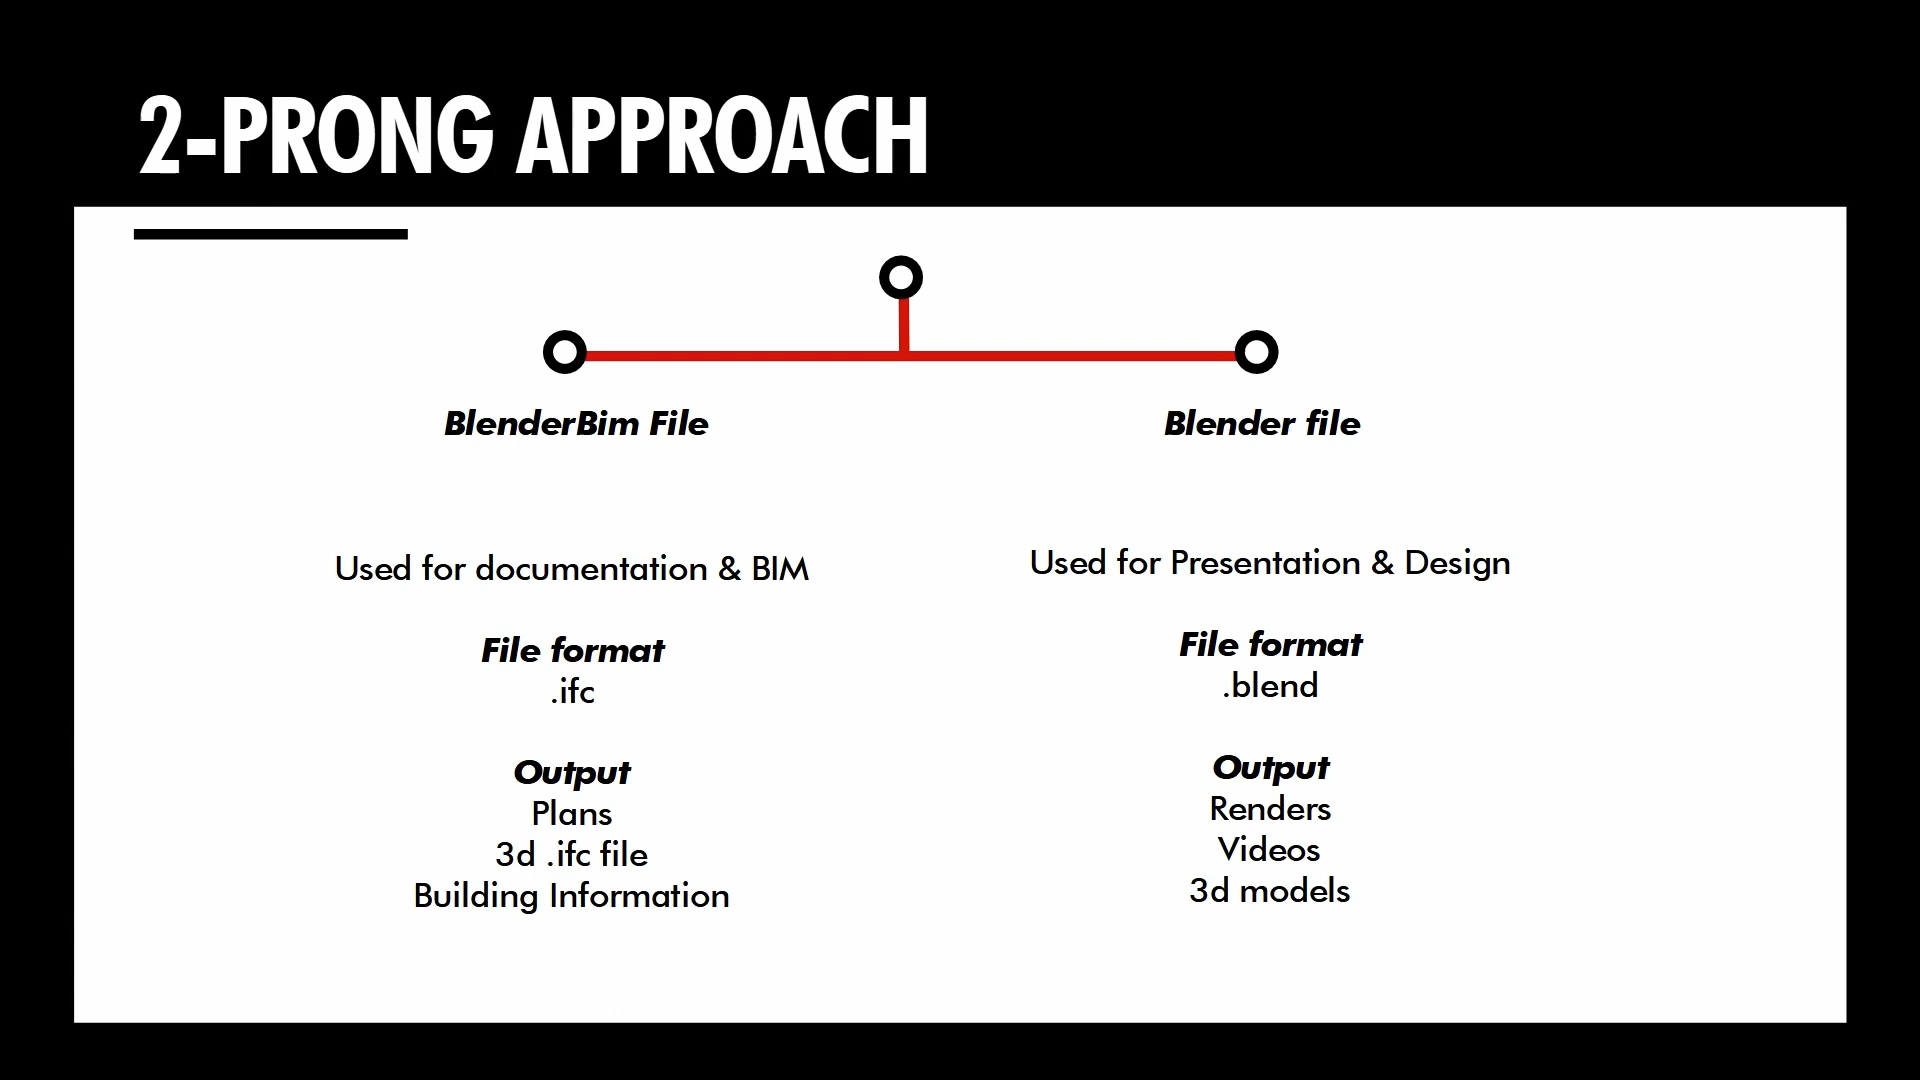 2-PRONG APPROACH
BlenderBim File
Used for documentation & BIM
File format
.ifc
Output
Plans
3d .ifc file
Building Information
Blender file
Used for Presentation & Design
File format
.blend
Output
Renders
Videos
3d models